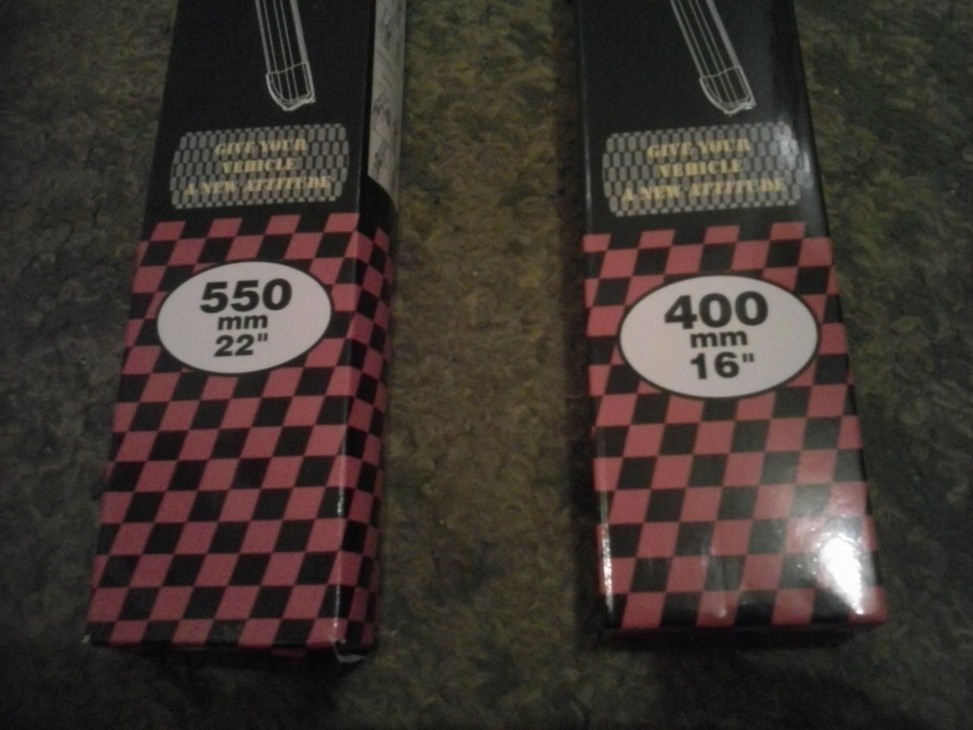 GIVE YOUR
VEHICLE
A NEW ATTITUDE
550
mm
22"
GIVE YOUR
VEHICLE
A NEW ATTITUDE
400
mm
16"